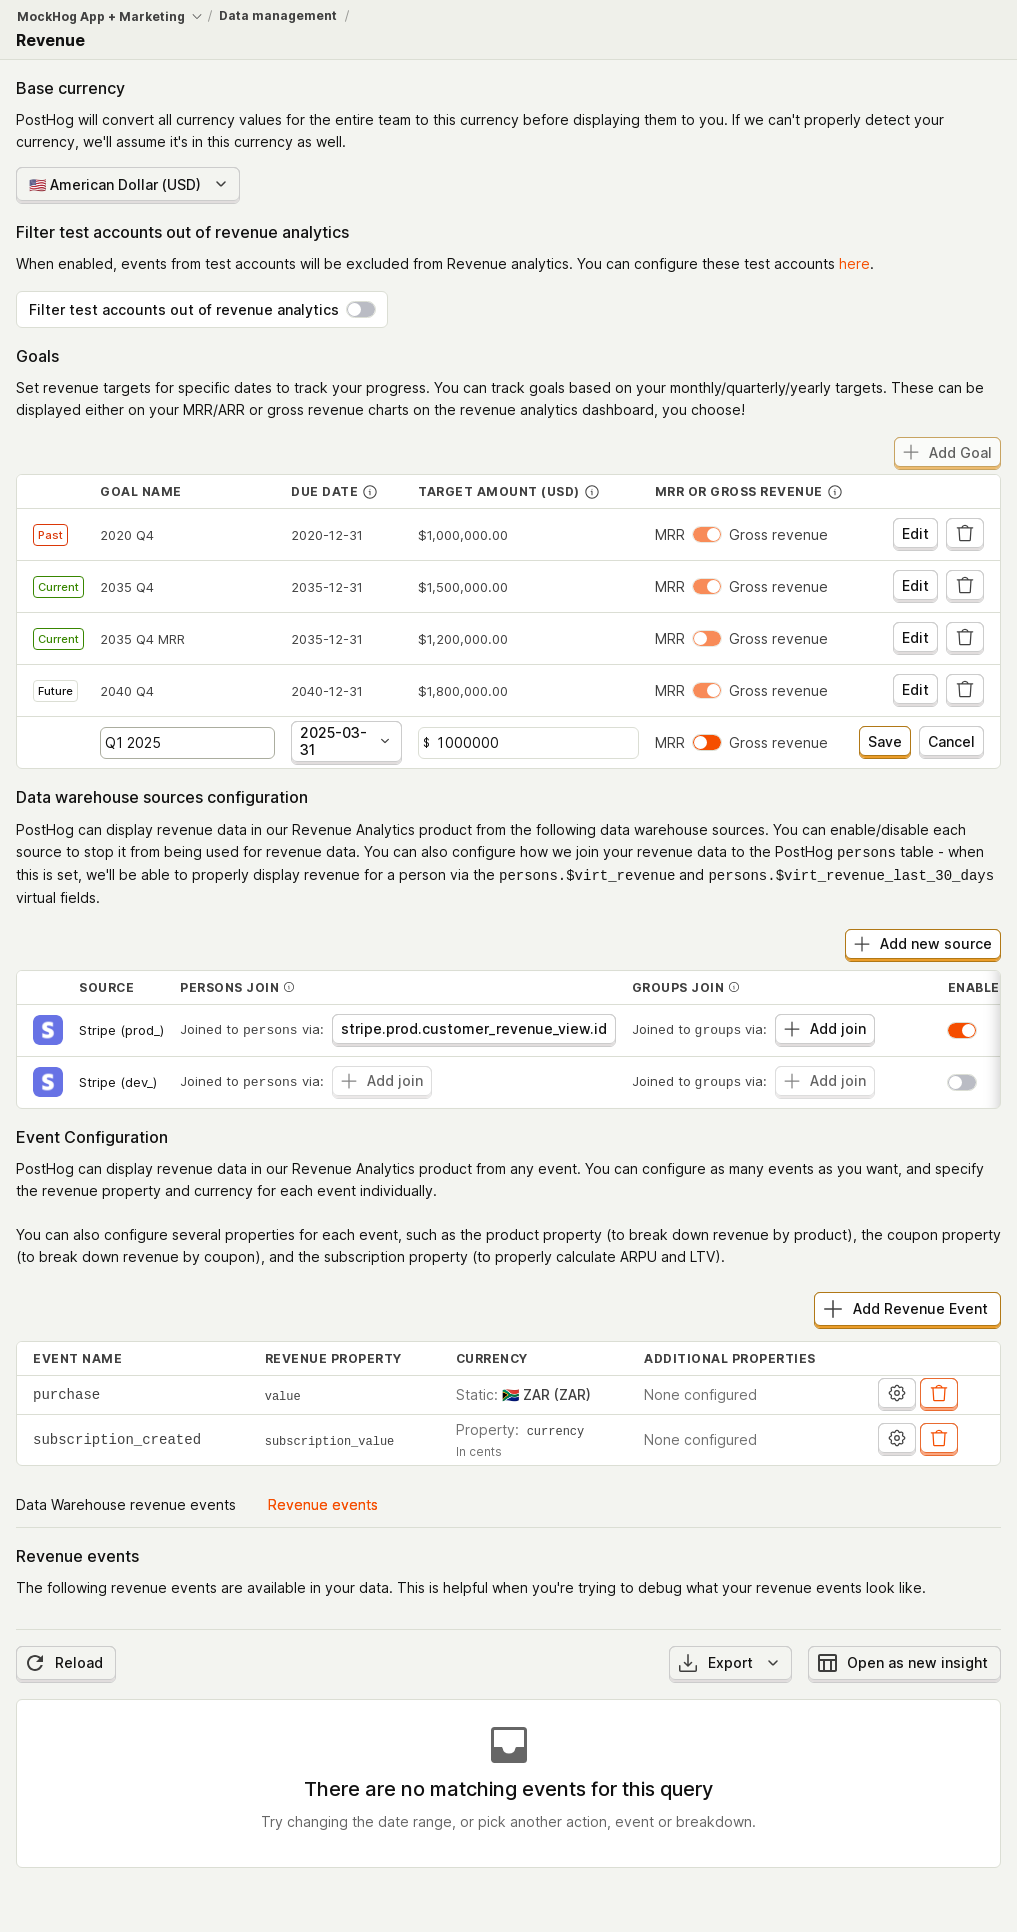 MockHog App + Marketing / Data management /
Revenue
Base currency
PostHog will convert all currency values for the entire team to this currency before displaying them to you. If we can't properly detect your
currency, we'll assume it's in this currency as well.
🇺🇸 American Dollar (USD)
Filter test accounts out of revenue analytics
When enabled, events from test accounts will be excluded from Revenue analytics. You can configure these test accounts here.
Filter test accounts out of revenue analytics
Goals
Set revenue targets for specific dates to track your progress. You can track goals based on your monthly/quarterly/yearly targets. These can be
displayed either on your MRR/ARR or gross revenue charts on the revenue analytics dashboard, you choose!
Add Goal
GOAL NAME DUE DATE TARGET AMOUNT (USD) MRR OR GROSS REVENUE
Past 2020 Q4 2020-12-31 $1,000,000.00 MRR Gross revenue Edit
Current 2035 Q4 2035-12-31 $1,500,000.00 MRR Gross revenue Edit
Current 2035 Q4 MRR 2035-12-31 $1,200,000.00 MRR Gross revenue Edit
Future 2040 Q4 2040-12-31 $1,800,000.00 MRR Gross revenue Edit
Q1 2025 2025-03-31 $ 1000000 MRR Gross revenue Save Cancel
Data warehouse sources configuration
PostHog can display revenue data in our Revenue Analytics product from the following data warehouse sources. You can enable/disable each
source to stop it from being used for revenue data. You can also configure how we join your revenue data to the PostHog persons table - when
this is set, we'll be able to properly display revenue for a person via the persons.$virt_revenue and persons.$virt_revenue_last_30_days
virtual fields.
Add new source
SOURCE PERSONS JOIN GROUPS JOIN ENABLE
S Stripe (prod_) Joined to persons via: stripe.prod.customer_revenue_view.id Joined to groups via: Add join
S Stripe (dev_) Joined to persons via: Add join Joined to groups via: Add join
Event Configuration
PostHog can display revenue data in our Revenue Analytics product from any event. You can configure as many events as you want, and specify
the revenue property and currency for each event individually.
You can also configure several properties for each event, such as the product property (to break down revenue by product), the coupon property
(to break down revenue by coupon), and the subscription property (to properly calculate ARPU and LTV).
Add Revenue Event
EVENT NAME REVENUE PROPERTY CURRENCY ADDITIONAL PROPERTIES
purchase value Static: 🇿🇦 ZAR (ZAR) None configured
subscription_created subscription_value Property: currency None configured
In cents
Data Warehouse revenue events Revenue events
Revenue events
The following revenue events are available in your data. This is helpful when you're trying to debug what your revenue events look like.
Reload Export Open as new insight
There are no matching events for this query
Try changing the date range, or pick another action, event or breakdown.